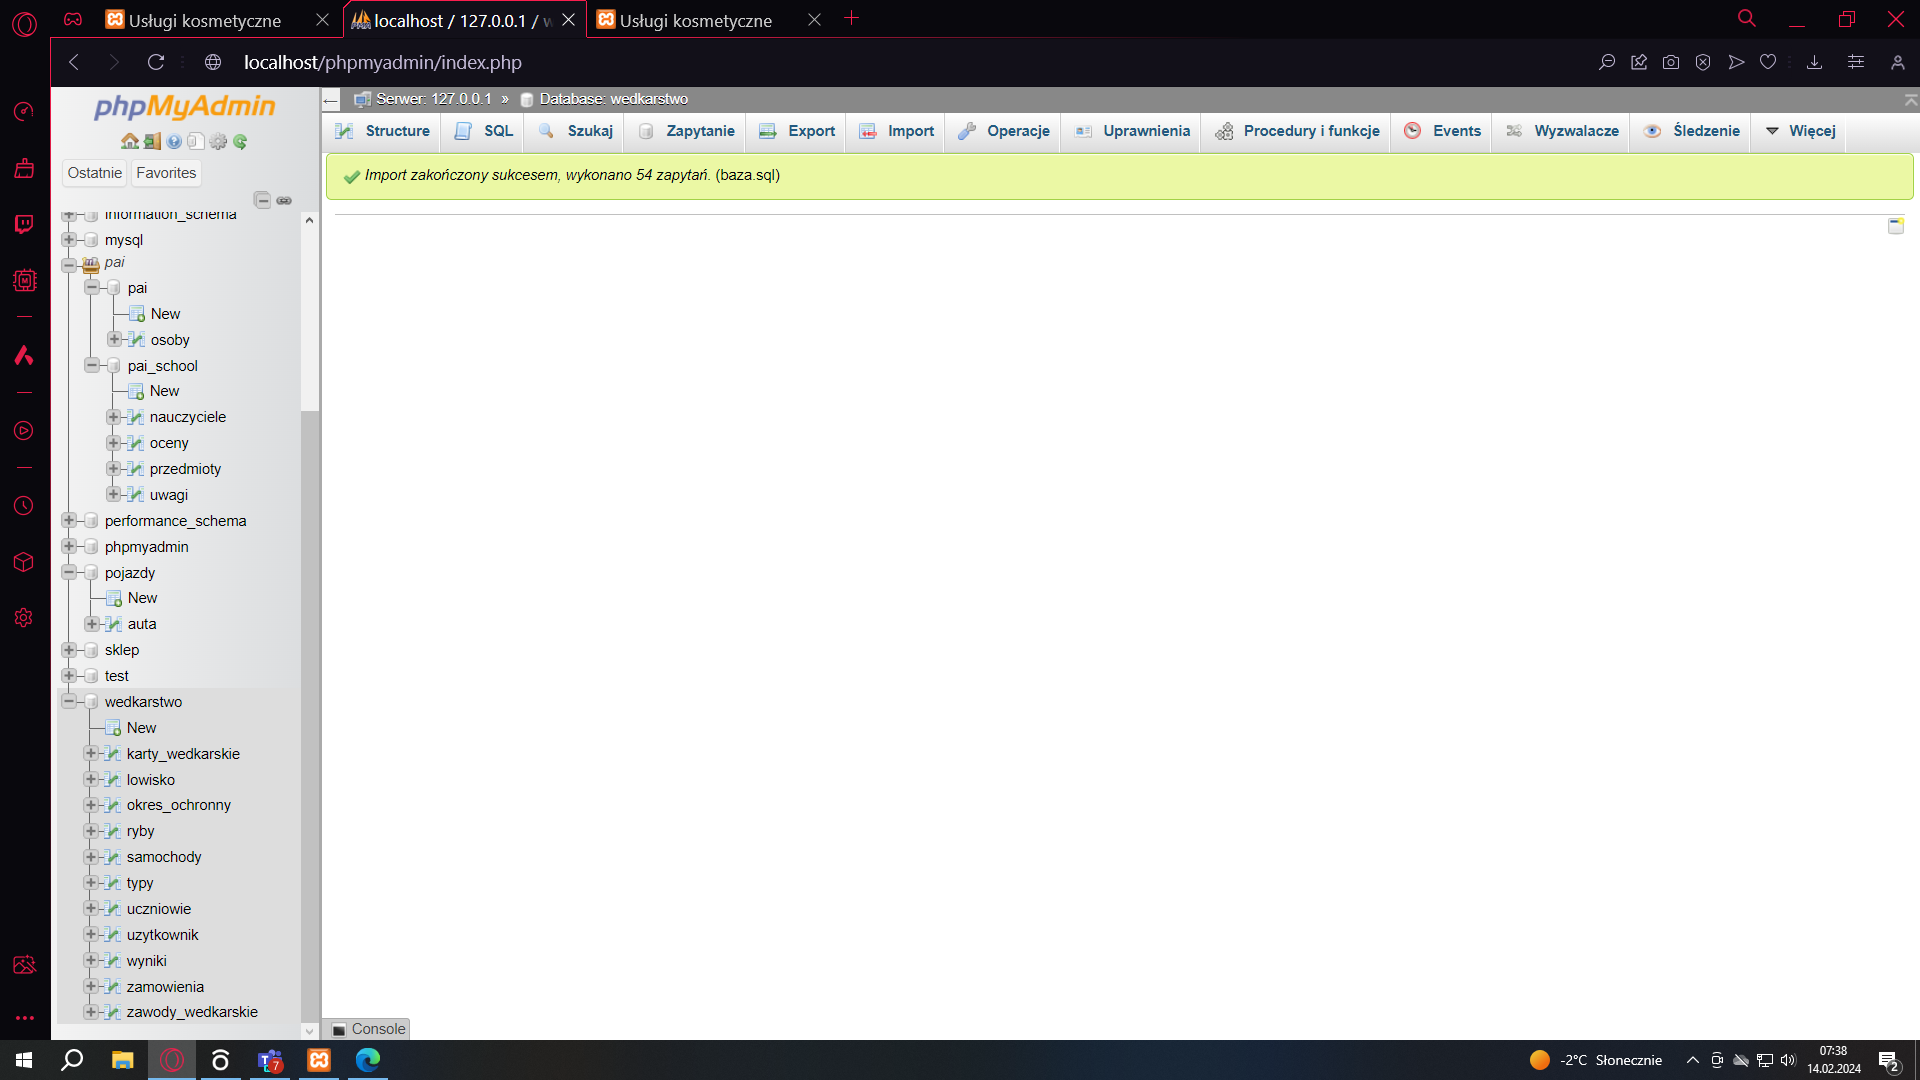 Usługi kosmetyczne
localhost / 127.0.0.1 / w
Usługi kosmetyczne
localhost/phpmyadmin/index.php
phpMyAdmin
Ostatnie
Favorites
information_schema
mysql
pai
pai
New
osoby
pai_school
New
nauczyciele
oceny
przedmioty
uwagi
performance_schema
phpmyadmin
pojazdy
New
auta
sklep
test
wedkarstwo
New
karty_wedkarskie
lowisko
okres_ochronny
ryby
samochody
typy
uczniowie
uzytkownik
wyniki
zamowienia
zawody_wedkarskie
Serwer: 127.0.0.1 » Database: wedkarstwo
Structure
SQL
Szukaj
Zapytanie
Export
Import
Operacje
Uprawnienia
Procedury i funkcje
Events
Wyzwalacze
Śledzenie
Więcej
Import zakończony sukcesem, wykonano 54 zapytań. (baza.sql)
Console
7
-2°C Słonecznie
07:38
14.02.2024
2